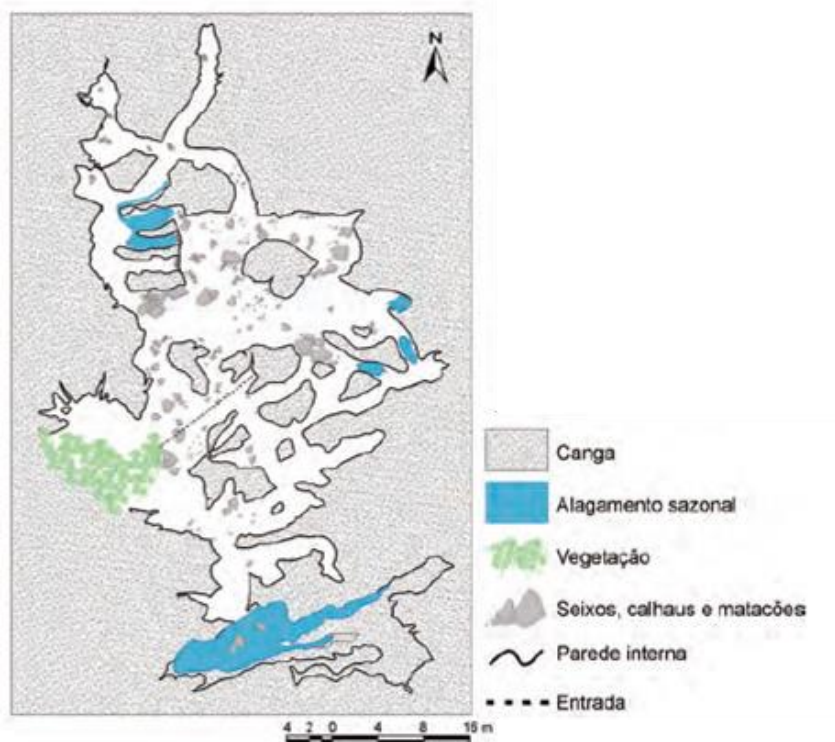 N
Canga
Alagamento sazonal
Vegetação
Seixos, calhaus e matacões
Parede interna
Entrada
4 2 0 4 8 16 m